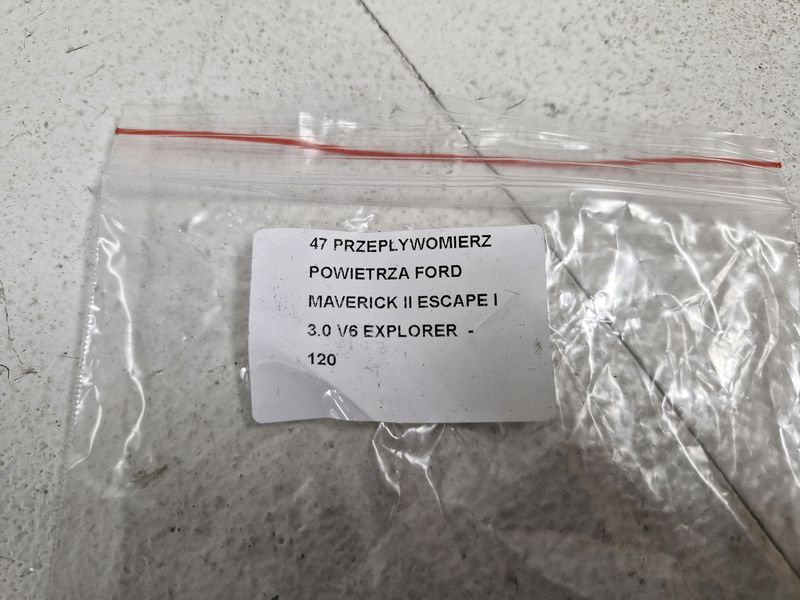 47 PRZEPŁYWOMIERZ
POWIETRZA FORD
MAVERICK II ESCAPE I
3.0 V6 EXPLORER -
120